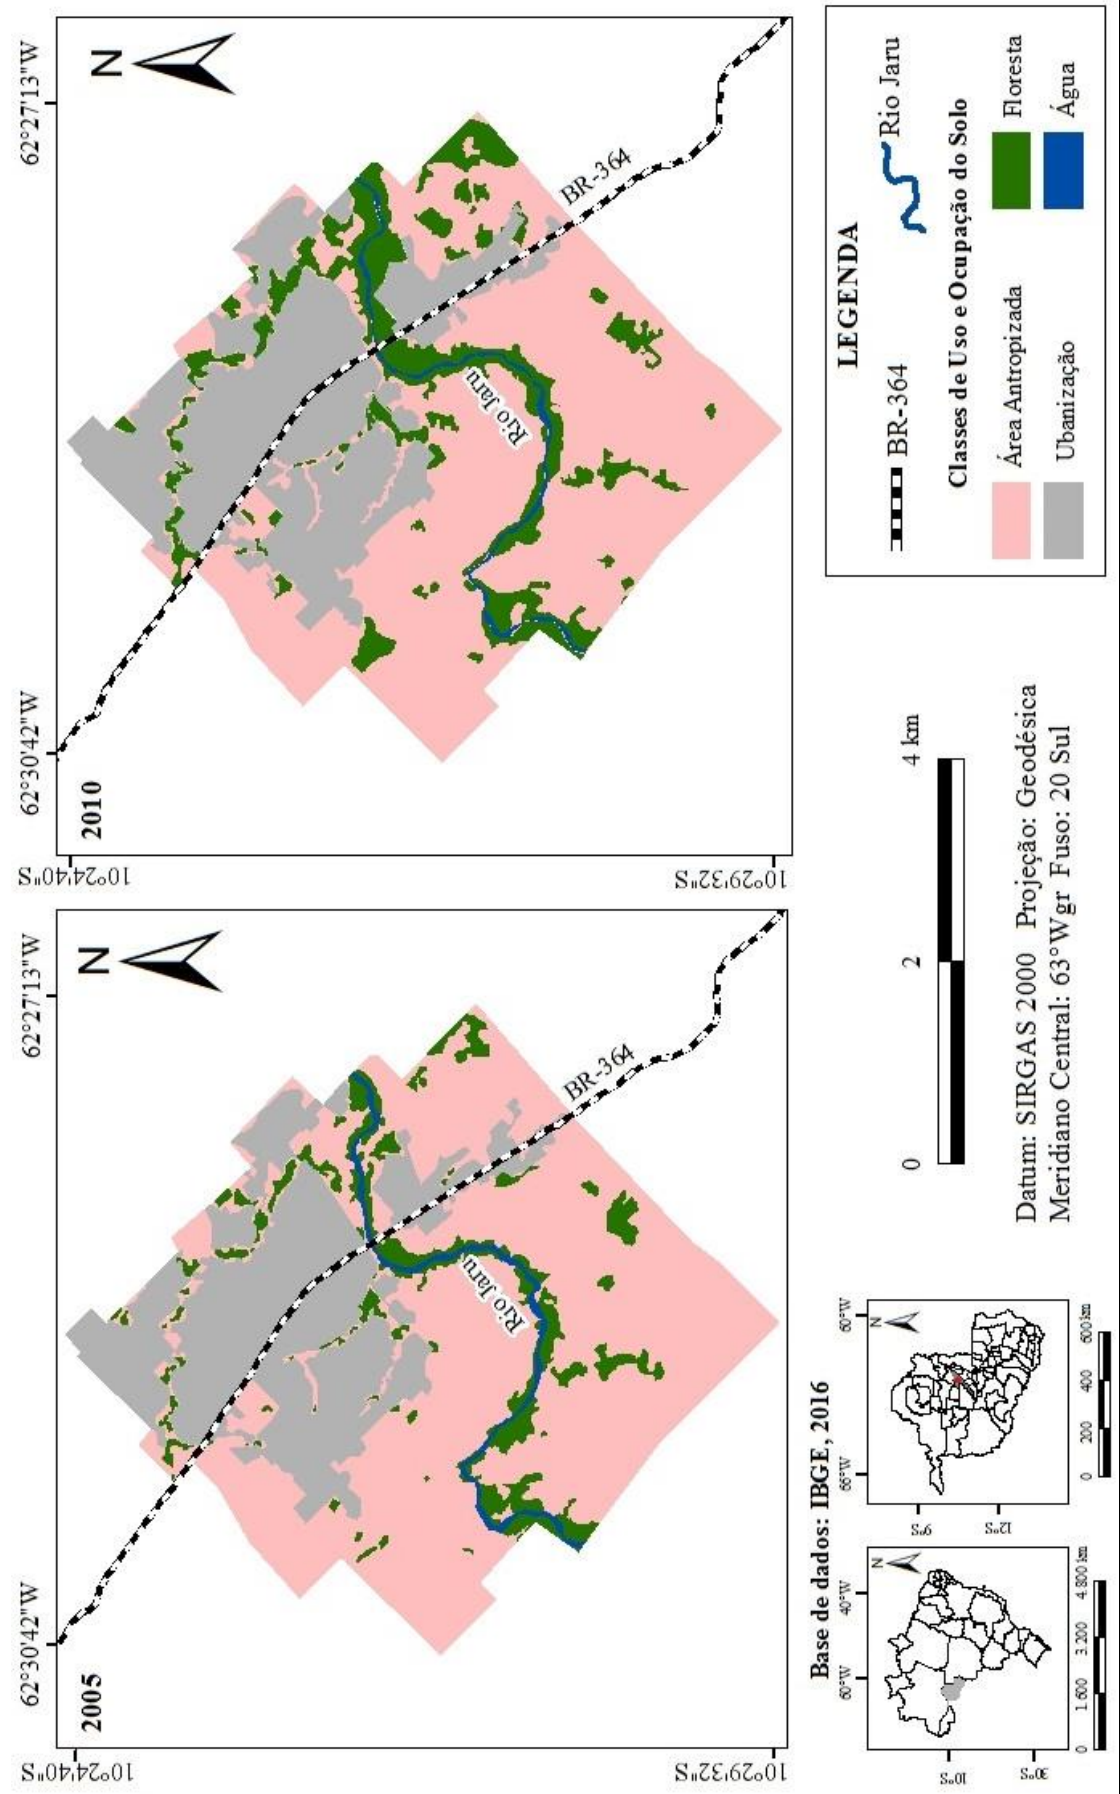 62°30'42"W
62°27'13"W
10°24'40"S
10°29'32"S
2005
N
BR-364
Rio Jaru
62°30'42"W
62°27'13"W
10°24'40"S
10°29'32"S
2010
N
BR-364
Rio Jaru
Base de dados: IBGE, 2016
60°W
40°W
10°S
30°S
N
0
1.600
3.200
4.800 km
66°W
60°W
9°S
12°S
N
0
200
400
600 km
0
2
4 km
Datum: SIRGAS 2000 Projeção: Geodésica
Meridiano Central: 63°Wgr Fuso: 20 Sul
LEGENDA
BR-364
Rio Jaru
Classes de Uso e Ocupação do Solo
Área Antropizada
Floresta
Ubanização
Água